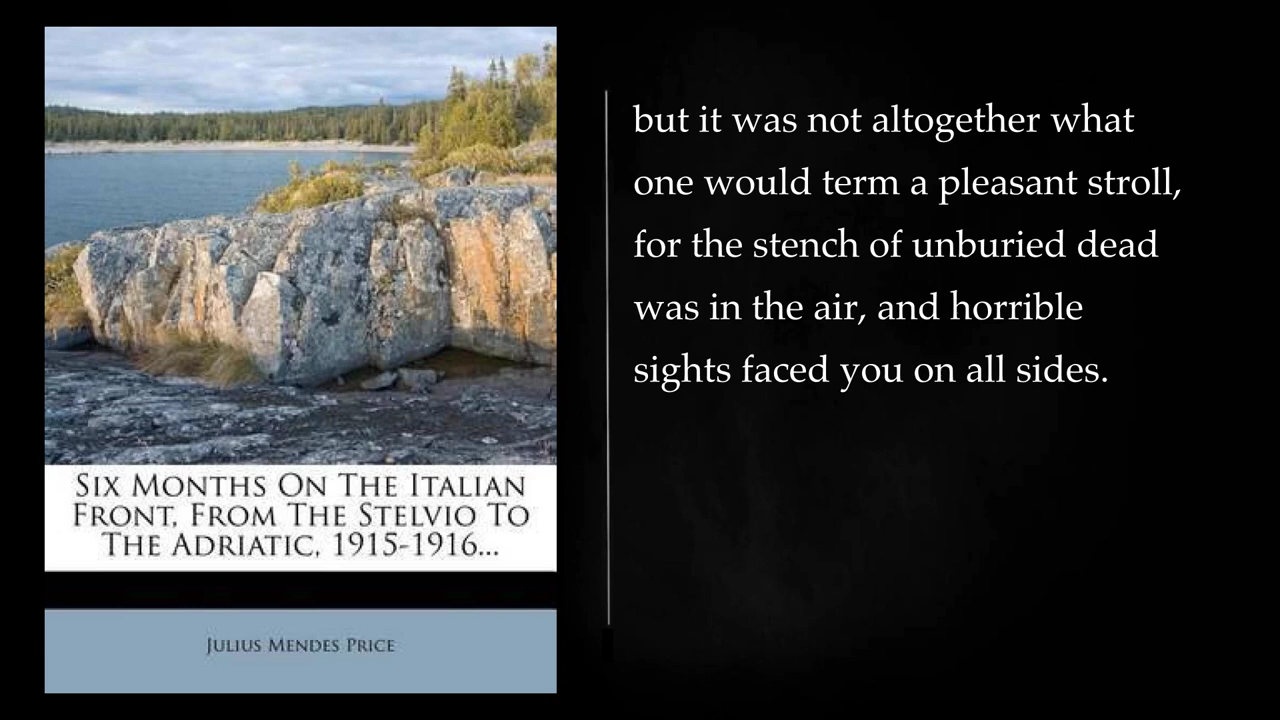 Six Months On The Italian
Front, From The Stelvio To
The Adriatic, 1915-1916...
Julius Mendes Price
but it was not altogether what
one would term a pleasant stroll,
for the stench of unburied dead
was in the air, and horrible
sights faced you on all sides.